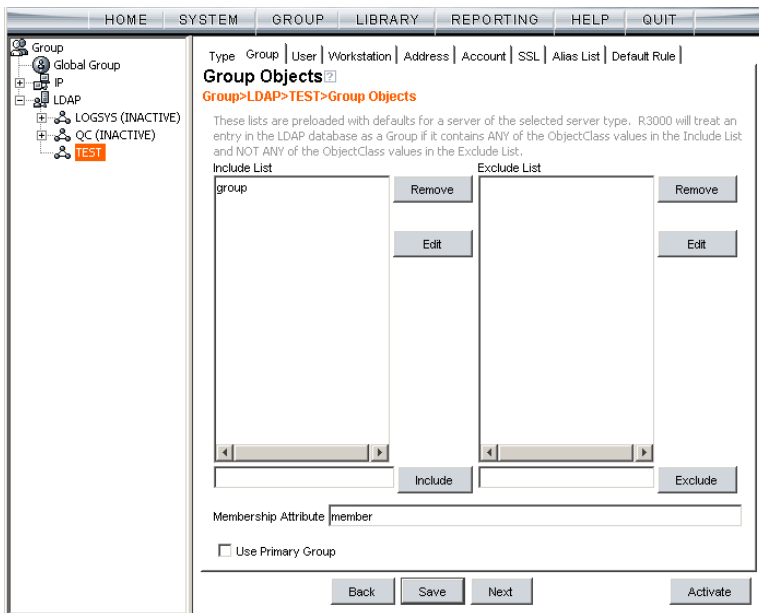 HOME SYSTEM GROUP LIBRARY REPORTING HELP QUIT
Group
Global Group
IP
LDAP
LOGSYS (INACTIVE)
QC (INACTIVE)
TEST
Type Group User Workstation Address Account SSL Alias List Default Rule
Group Objects?
Group>LDAP>TEST>Group Objects
These lists are preloaded with defaults for a server of the selected server type. R3000 will treat an
entry in the LDAP database as a Group if it contains ANY of the ObjectClass values in the Include List
and NOT ANY of the ObjectClass values in the Exclude List.
Include List Exclude List
group
Remove Remove
Edit Edit
Include Exclude
Membership Attribute member
Use Primary Group
Back Save Next Activate